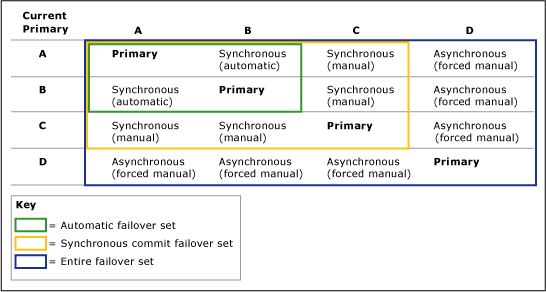 Current
Primary A B C D
A Primary Synchronous (automatic) Synchronous (manual) Asynchronous (forced manual)
B Synchronous (automatic) Primary Synchronous (manual) Asynchronous (forced manual)
C Synchronous (manual) Synchronous (manual) Primary Asynchronous (forced manual)
D Asynchronous (forced manual) Asynchronous (forced manual) Asynchronous (forced manual) Primary
Key
= Automatic failover set
= Synchronous commit failover set
= Entire failover set